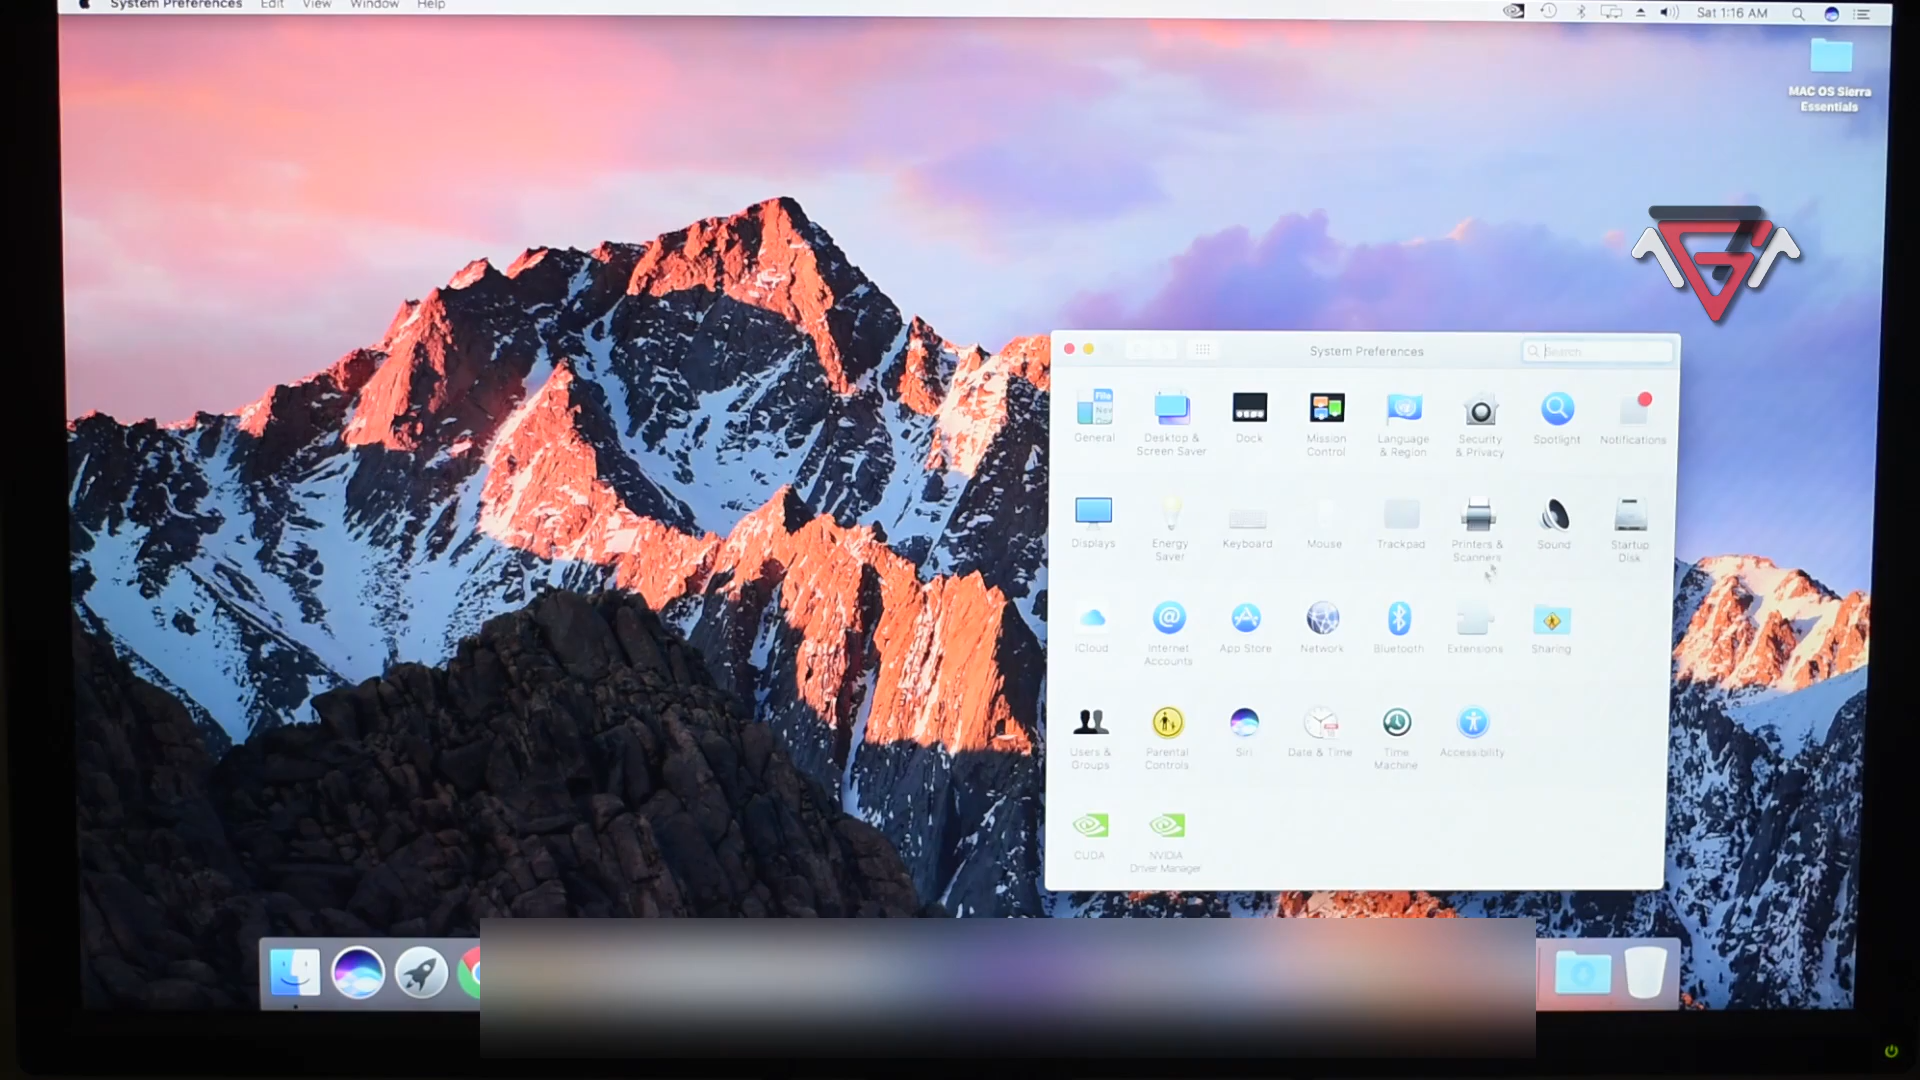 System Preferences Edit View Window Help
Sat 1:16 AM
MAC OS Sierra
Essentials
System Preferences
Search
File
New
General
Desktop &
Screen Saver
Dock
Mission
Control
Language
& Region
Security
& Privacy
Spotlight
Notifications
Displays
Energy
Saver
Keyboard
Mouse
Trackpad
Printers &
Scanners
Sound
Startup
Disk
iCloud
Internet
Accounts
App Store
Network
Bluetooth
Extensions
Sharing
Users &
Groups
Parental
Controls
Siri
Date & Time
Time
Machine
Accessibility
CUDA
NVIDIA
Driver Manager